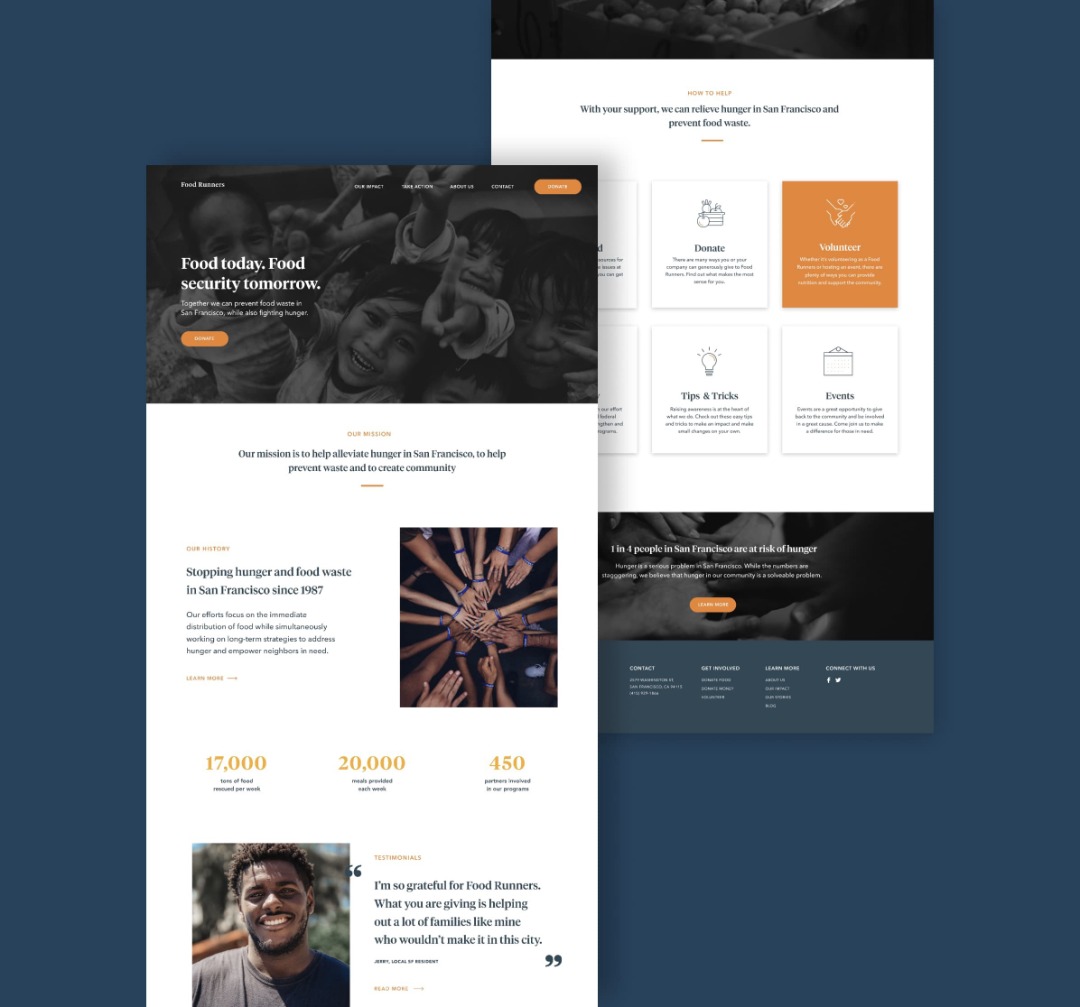 Food Runners
OUR IMPACT
TAKE ACTION
ABOUT US
CONTACT
DONATE
Food today. Food
security tomorrow.
Together we can prevent food waste in
San Francisco, while also fighting hunger.
DONATE
OUR MISSION
Our mission is to help alleviate hunger in San Francisco, to help
prevent waste and to create community
OUR HISTORY
Stopping hunger and food waste
in San Francisco since 1987
Our efforts focus on the immediate
distribution of food while simultaneously
working on long-term strategies to address
hunger and empower neighbors in need.
LEARN MORE
17,000
tons of food
rescued per week
20,000
meals provided
each week
450
partners involved
in our programs
TESTIMONIALS
“
I'm so grateful for Food Runners.
What you are giving is helping
out a lot of families like mine
who wouldn't make it in this city.
”
JERRY, LOCAL SF RESIDENT
READ MORE
HOW TO HELP
With your support, we can relieve hunger in San Francisco and
prevent food waste.
d
sources for
issues at
you can get
Donate
There are many ways you or your
company can generously give to Food
Runners. Find out what makes the most
sense for you.
Volunteer
Whether it's volunteering as a Food
Runners or hosting an event, there are
plenty of ways you can provide
nutrition and support the community.
our effort
federal
ngthen and
ograms.
Tips & Tricks
Raising awareness is at the heart of
what we do. Check out these easy tips
and tricks to make an impact and make
small changes on your own.
Events
Events are a great opportunity to give
back to the community and be involved
in a great cause. Come join us to make
a difference for those in need.
1 in 4 people in San Francisco are at risk of hunger
Hunger is a serious problem in San Francisco. While the numbers are
staggering, we believe that hunger in our community is a solveable problem.
LEARN MORE
CONTACT
WASHINGTON ST
SAN FRANCISCO, CA
GET INVOLVED
DONATE FOOD
DONATE MONEY
VOLUNTEER
LEARN MORE
ABOUT US
OUR IMPACT
OUR STORIES
BLOG
CONNECT WITH US